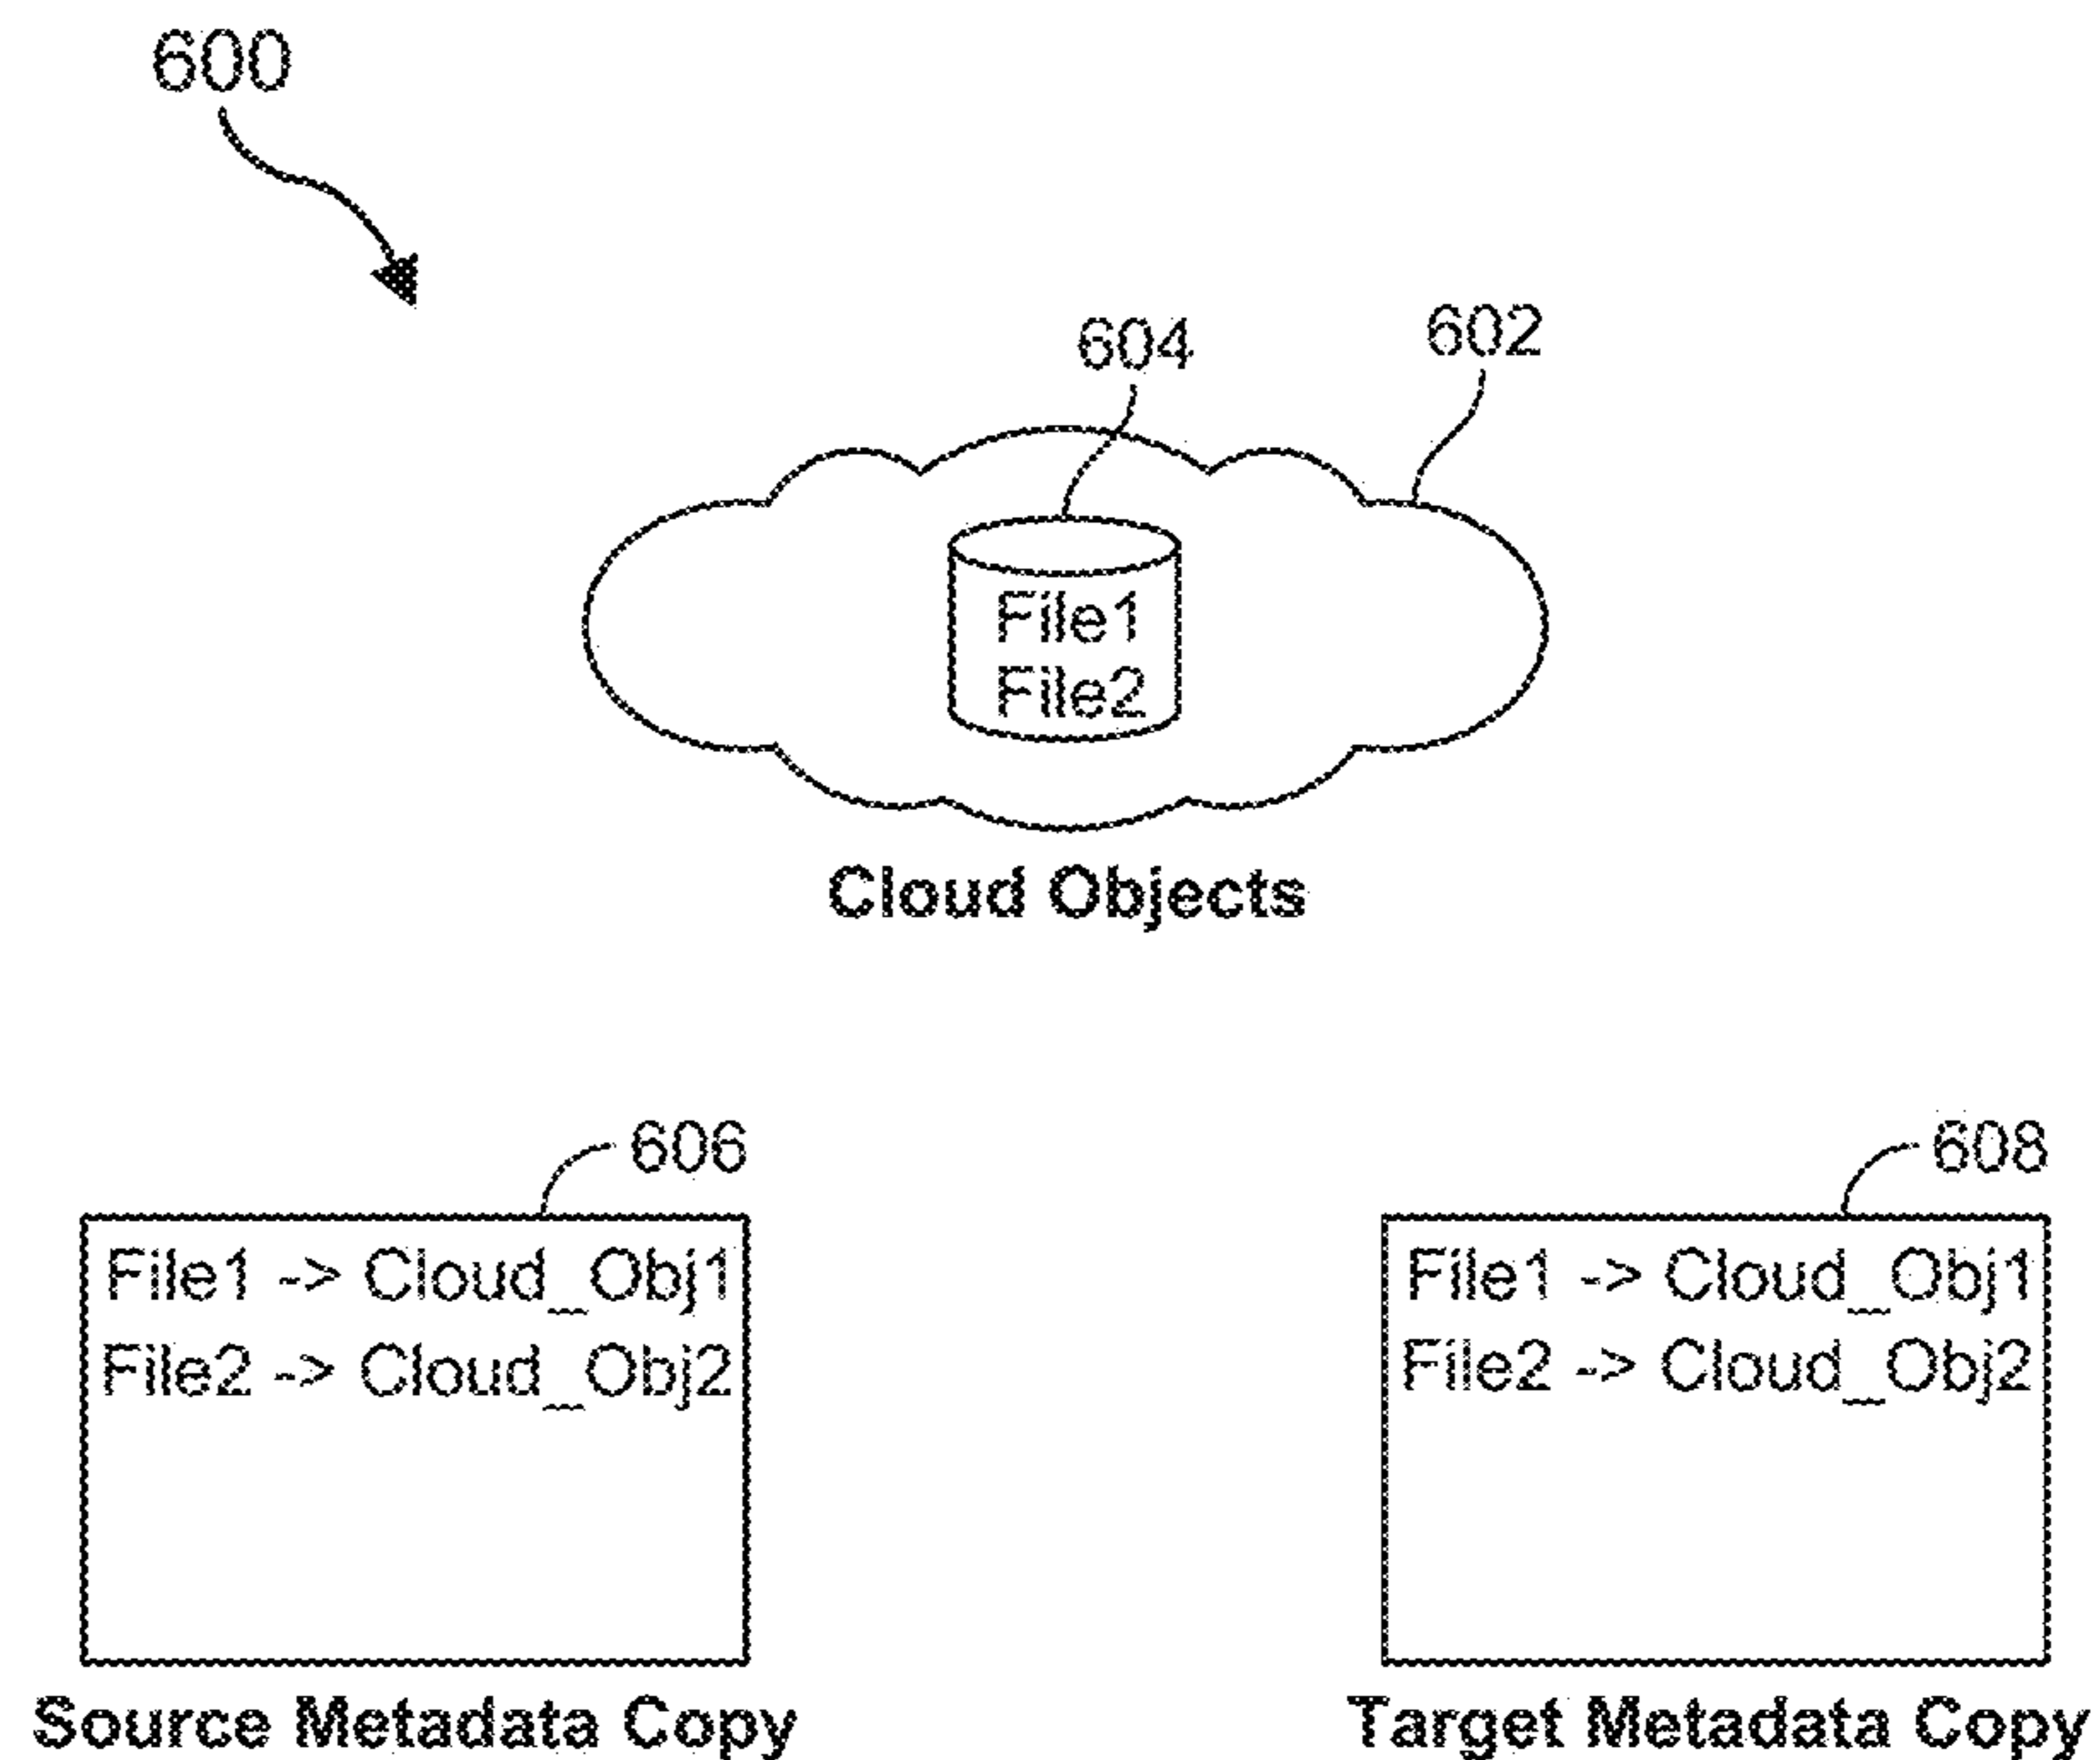 600
604
602
File1
File2
Cloud Objects
606
File1 -> Cloud_Obj1
File2 -> Cloud_Obj2
Source Metadata Copy
608
File1 -> Cloud_Obj1
File2 -> Cloud_Obj2
Target Metadata Copy